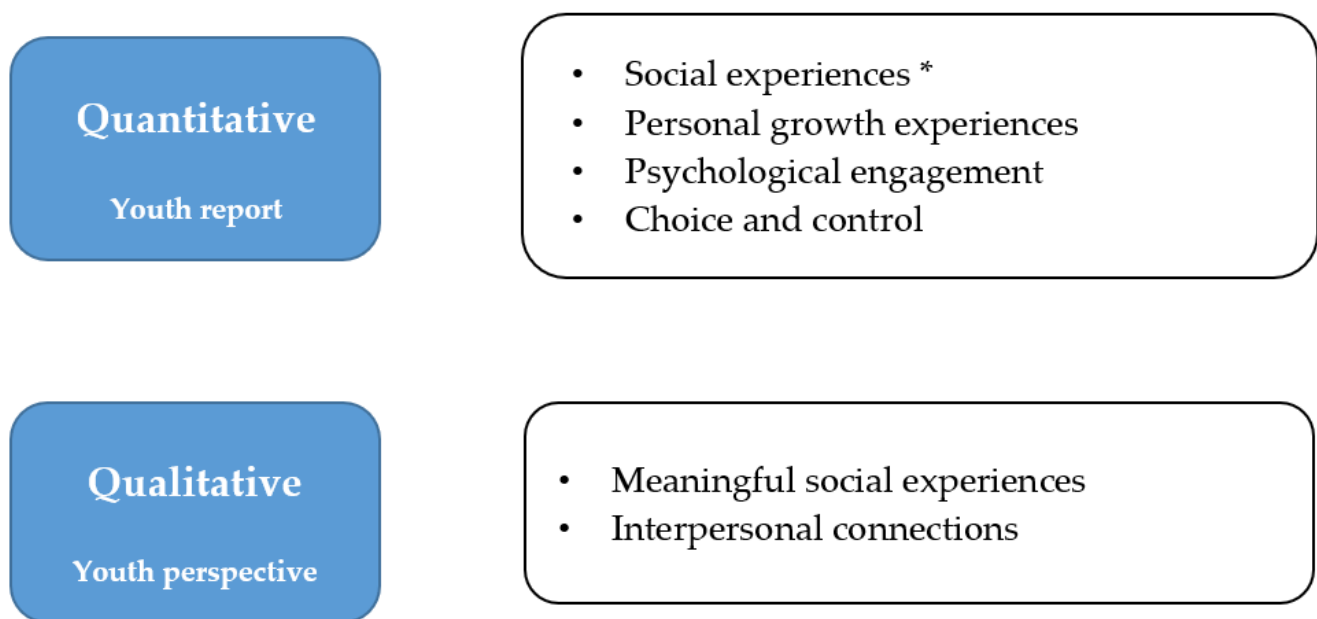 Quantitative
Youth report
• Social experiences *
• Personal growth experiences
• Psychological engagement
• Choice and control
Qualitative
Youth perspective
• Meaningful social experiences
• Interpersonal connections